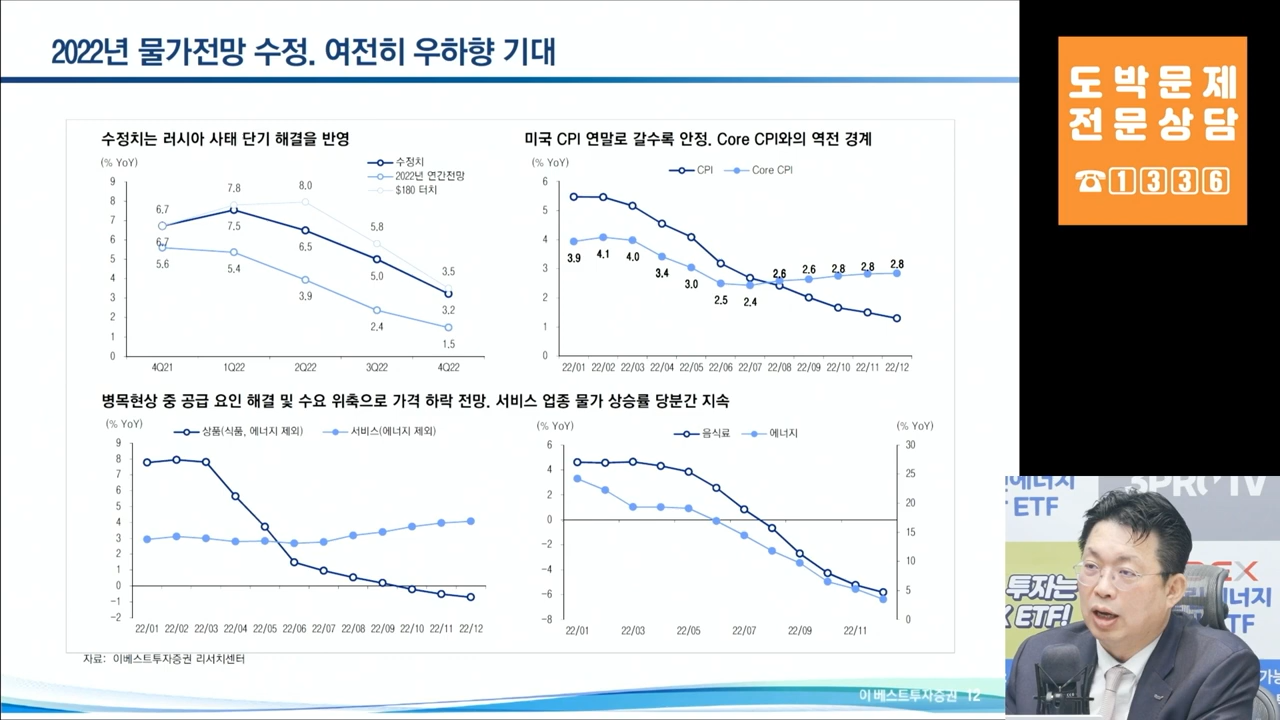 2022년 물가전망 수정. 여전히 우하향 기대
도박문제
전문상담
☎1336
수정치는 러시아 사태 단기 해결을 반영
(% YoY)
수정치
2022년 연간전망
$180 터치
9
8
7
6
5
4
3
2
1
0
6.7
7.8
8.0
5.8
3.5
6.7
7.5
6.5
5.0
3.2
5.6
5.4
3.9
2.4
1.5
4Q21 1Q22 2Q22 3Q22 4Q22
미국 CPI 연말로 갈수록 안정. Core CPI와의 역전 경계
(% YoY)
CPI Core CPI
6
5
4
3
2
1
0
3.9 4.1 4.0 3.4 3.0 2.5 2.4 2.6 2.6 2.8 2.8 2.8
22/01 22/02 22/03 22/04 22/05 22/06 22/07 22/08 22/09 22/10 22/11 22/12
병목현상 중 공급 요인 해결 및 수요 위축으로 가격 하락 전망. 서비스 업종 물가 상승률 당분간 지속
(% YoY)
상품(식품, 에너지 제외) 서비스(에너지 제외)
9
8
7
6
5
4
3
2
1
0
-1
-2
22/01 22/02 22/03 22/04 22/05 22/06 22/07 22/08 22/09 22/10 22/11 22/12
(% YoY) (% YoY)
음식료 에너지
6
4
2
0
-2
-4
-6
-8
30
25
20
15
10
5
0
22/01 22/03 22/05 22/07 22/09 22/11
자료: 이베스트투자증권 리서치센터
이베스트투자증권 12
에너지
ETF
3PRO TV
투자는
K ETF!
EX
에너지
TF
가능